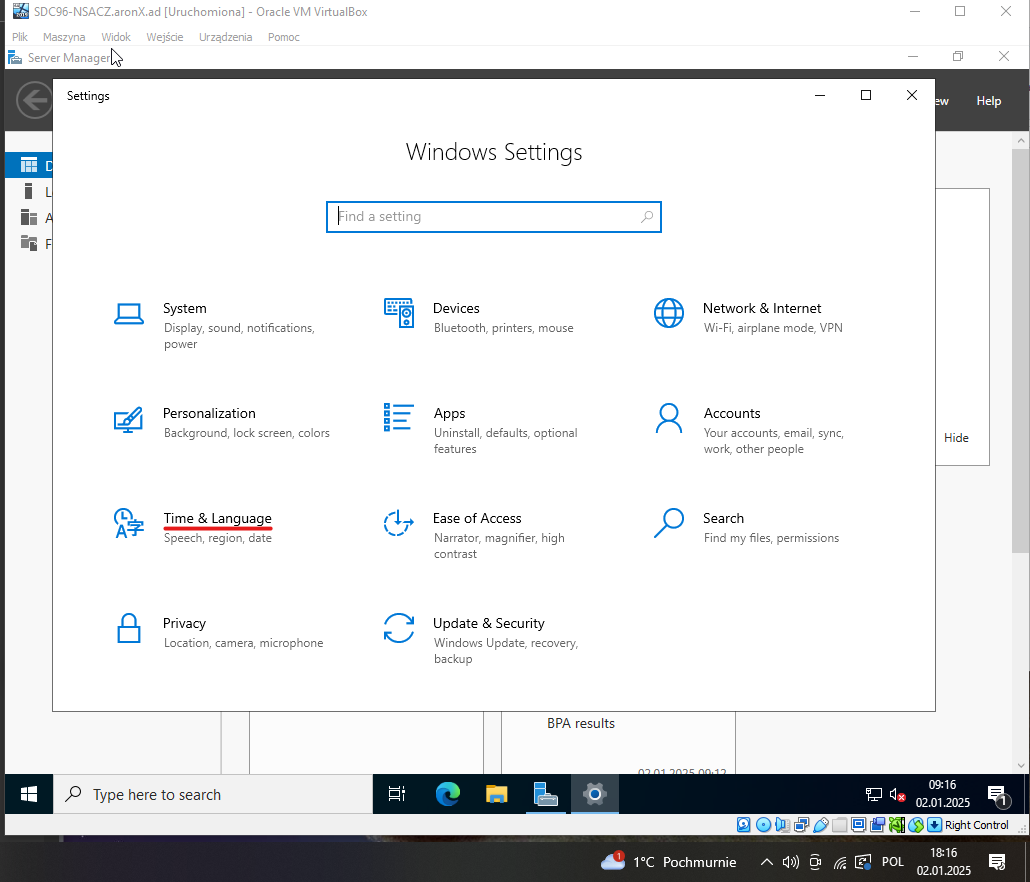 SDC96-NSACZ.aronX.ad [Uruchomiona] - Oracle VM VirtualBox
Plik Maszyna Widok Wejście Urządzenia Pomoc
Server Manager
Settings
Help
Windows Settings
Find a setting
System
Display, sound, notifications,
power
Devices
Bluetooth, printers, mouse
Network & Internet
Wi-Fi, airplane mode, VPN
Personalization
Background, lock screen, colors
Apps
Uninstall, defaults, optional
features
Accounts
Your accounts, email, sync,
work, other people
Hide
Time & Language
Speech, region, date
Ease of Access
Narrator, magnifier, high
contrast
Search
Find my files, permissions
Privacy
Location, camera, microphone
Update & Security
Windows Update, recovery,
backup
BPA results
02.01.2025 09:12
Type here to search
09:16
02.01.2025
1
Right Control
1
1°C Pochmurnie
POL
18:16
02.01.2025